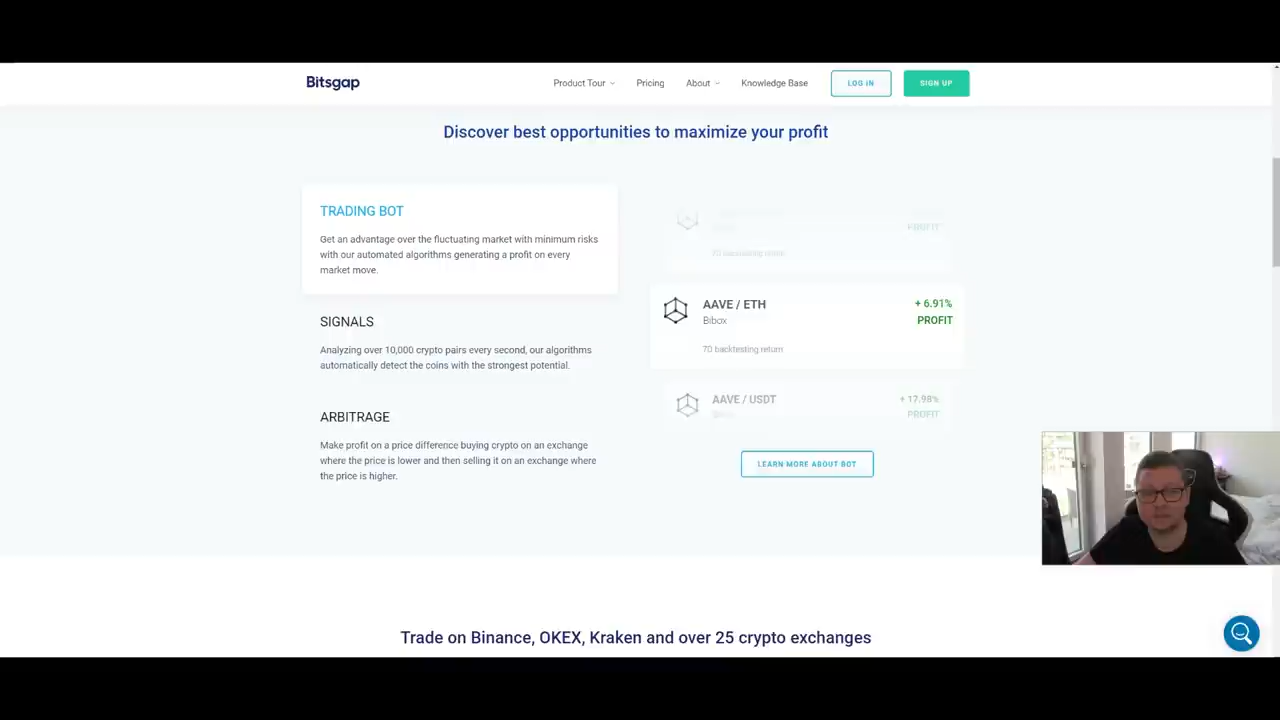 Bitsgap
Product Tour
Pricing
About
Knowledge Base
LOG IN
SIGN UP
Discover best opportunities to maximize your profit
TRADING BOT
Get an advantage over the fluctuating market with minimum risks
with our automated algorithms generating a profit on every
market move.
SIGNALS
Analyzing over 10,000 crypto pairs every second, our algorithms
automatically detect the coins with the strongest potential.
ARBITRAGE
Make profit on a price difference buying crypto on an exchange
where the price is lower and then selling it on an exchange where
the price is higher.
PROFIT
7D backtesting return
AAVE / ETH
+ 6.91%
Bibox
PROFIT
7D backtesting return
AAVE / USDT
+ 17.98%
PROFIT
LEARN MORE ABOUT BOT
Trade on Binance, OKEX, Kraken and over 25 crypto exchanges